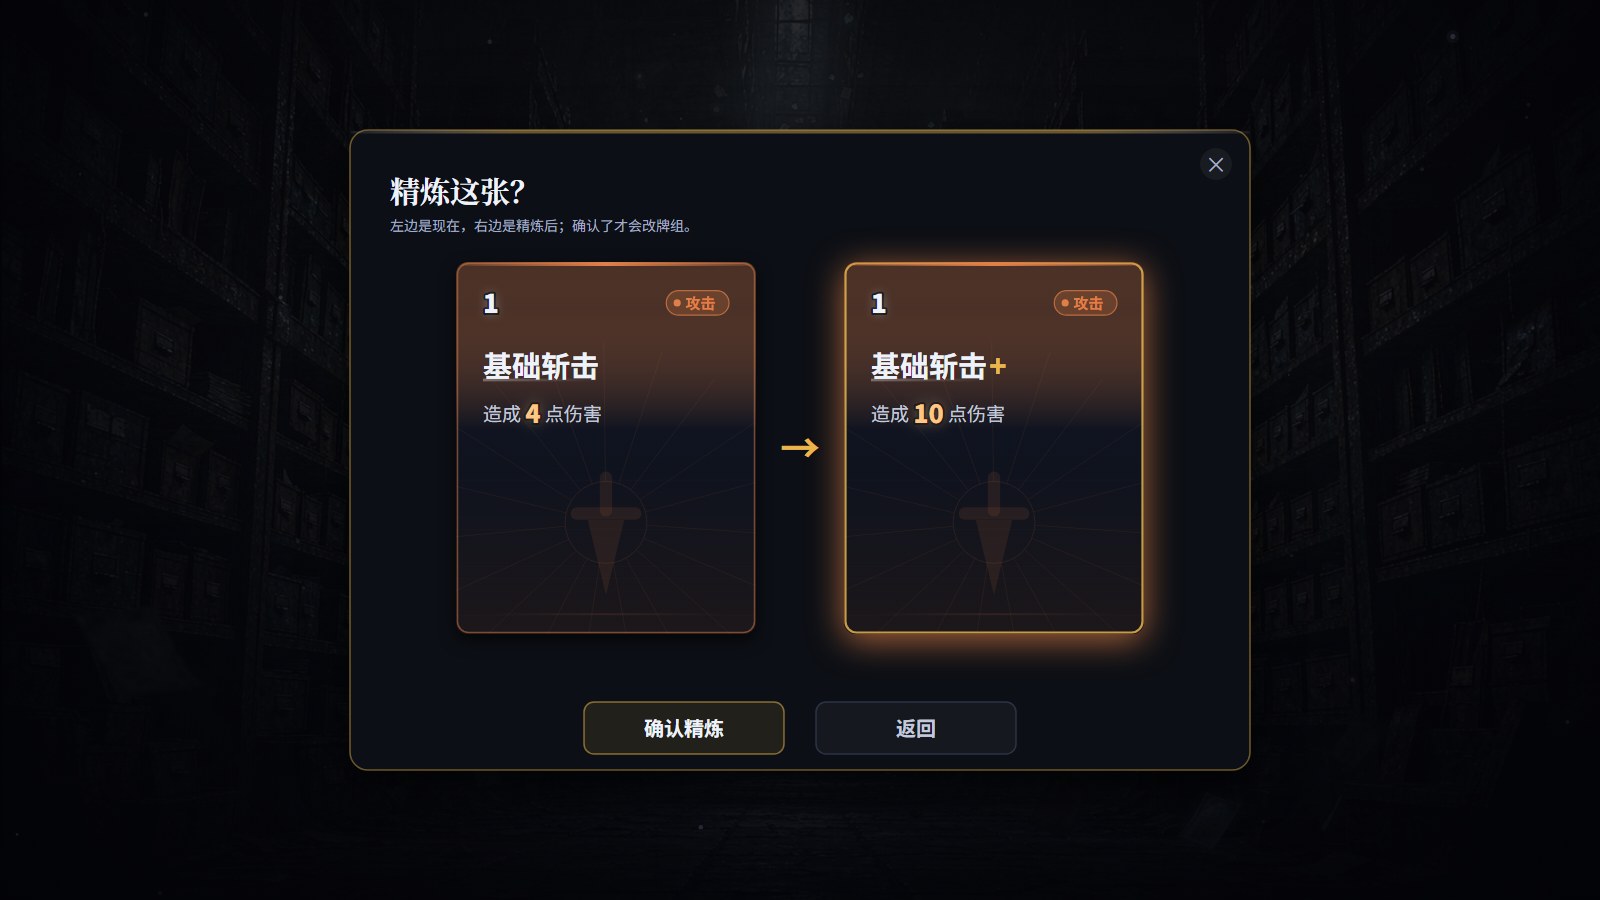 精炼这张？
左边是现在，右边是精炼后；确认了才会改牌组。
1
攻击
基础斩击
造成 4 点伤害
→
1
攻击
基础斩击+
造成 10 点伤害
确认精炼
返回